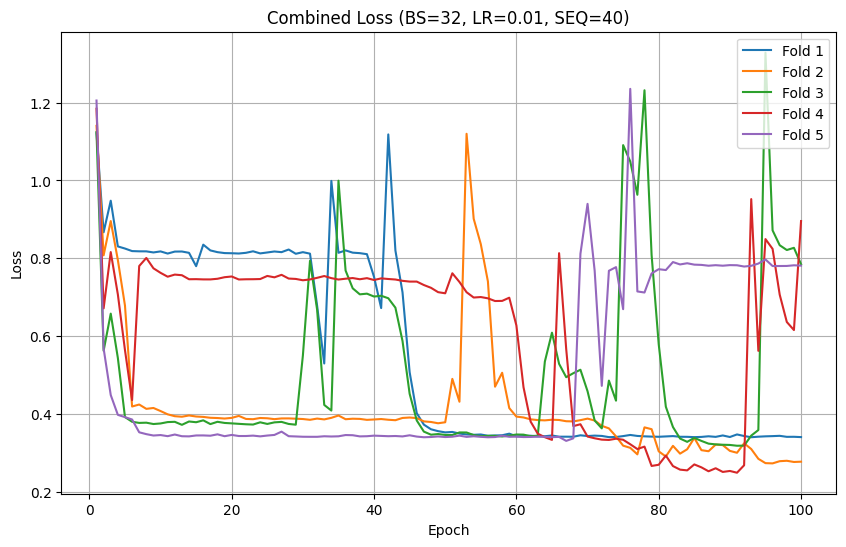 Combined Loss (BS=32, LR=0.01, SEQ=40)
Fold 1
Fold 2
Fold 3
Fold 4
Fold 5
Loss
1.2
1.0
0.8
0.6
0.4
0.2
0
20
40
60
80
100
Epoch